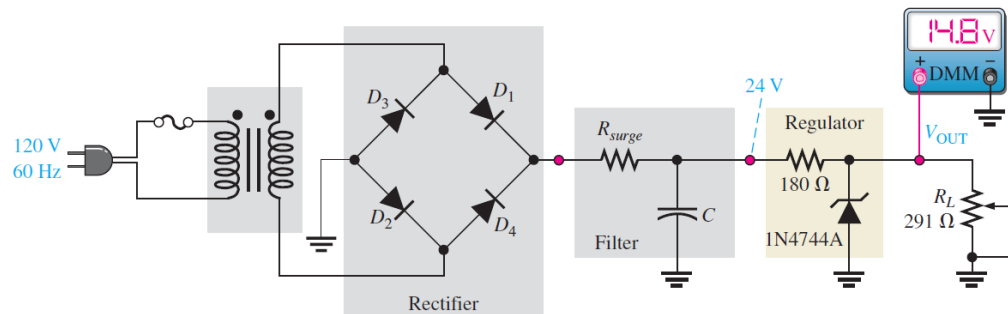 120 V
60 Hz
D3
D1
D2
D4
Rectifier
Rsurge
C
Filter
24 V
Regulator
180 Ω
1N4744A
14.8 V
+ −
DMM
VOUT
RL
291 Ω